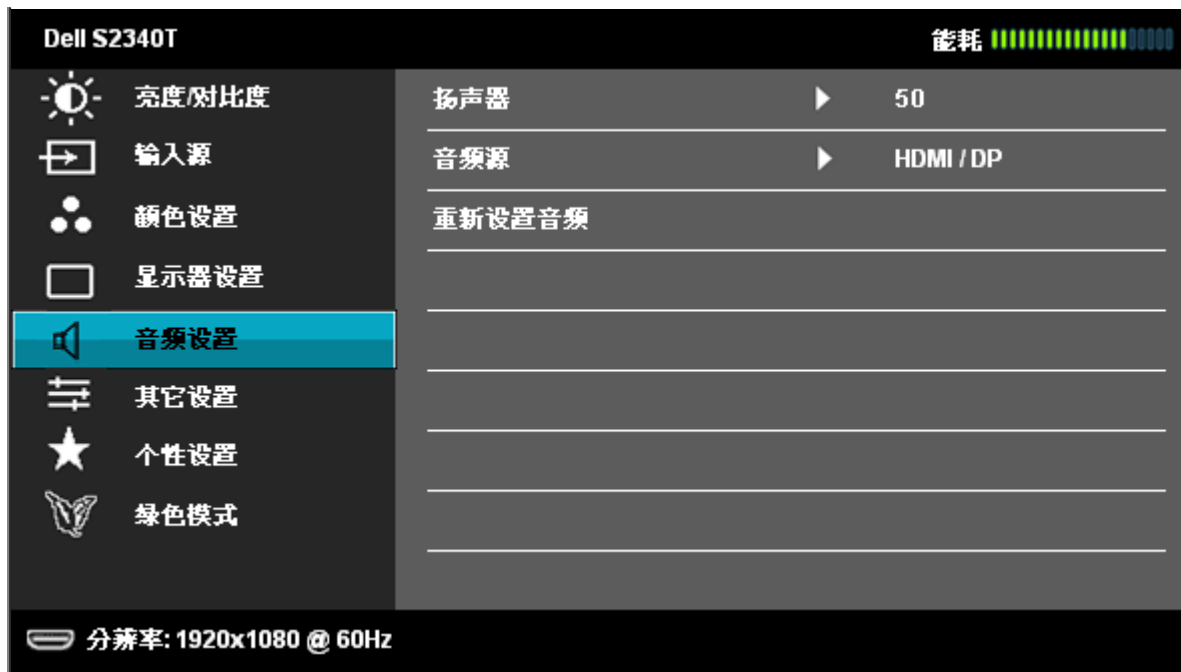 Dell S2340T 能耗
亮度/对比度
输入源
颜色设置
显示器设置
音频设置
其它设置
个性设置
绿色模式
扬声器 50
音频源 HDMI / DP
重新设置音频
分辨率: 1920x1080 @ 60Hz